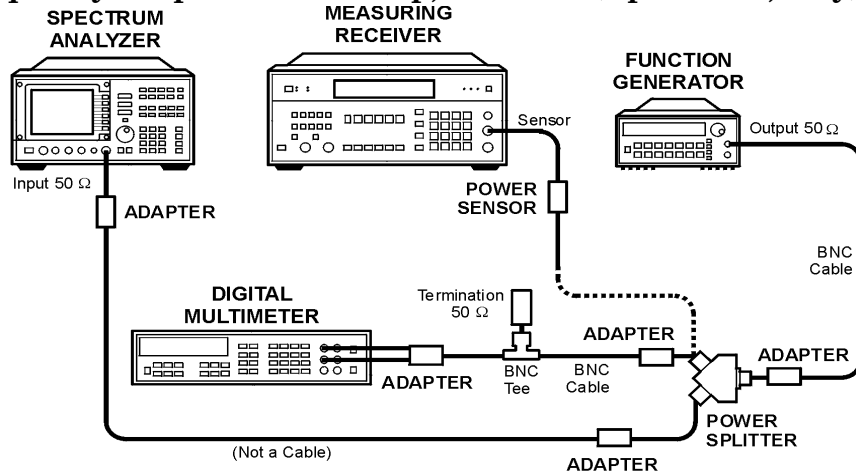 SPECTRUM
ANALYZER
MEASURING
RECEIVER
FUNCTION
GENERATOR
Sensor
Output 50 Ω
Input 50 Ω
ADAPTER
POWER
SENSOR
BNC
Cable
DIGITAL
MULTIMETER
Termination
50 Ω
ADAPTER
ADAPTER
ADAPTER
BNC
Tee
BNC
Cable
POWER
SPLITTER
(Not a Cable)
ADAPTER